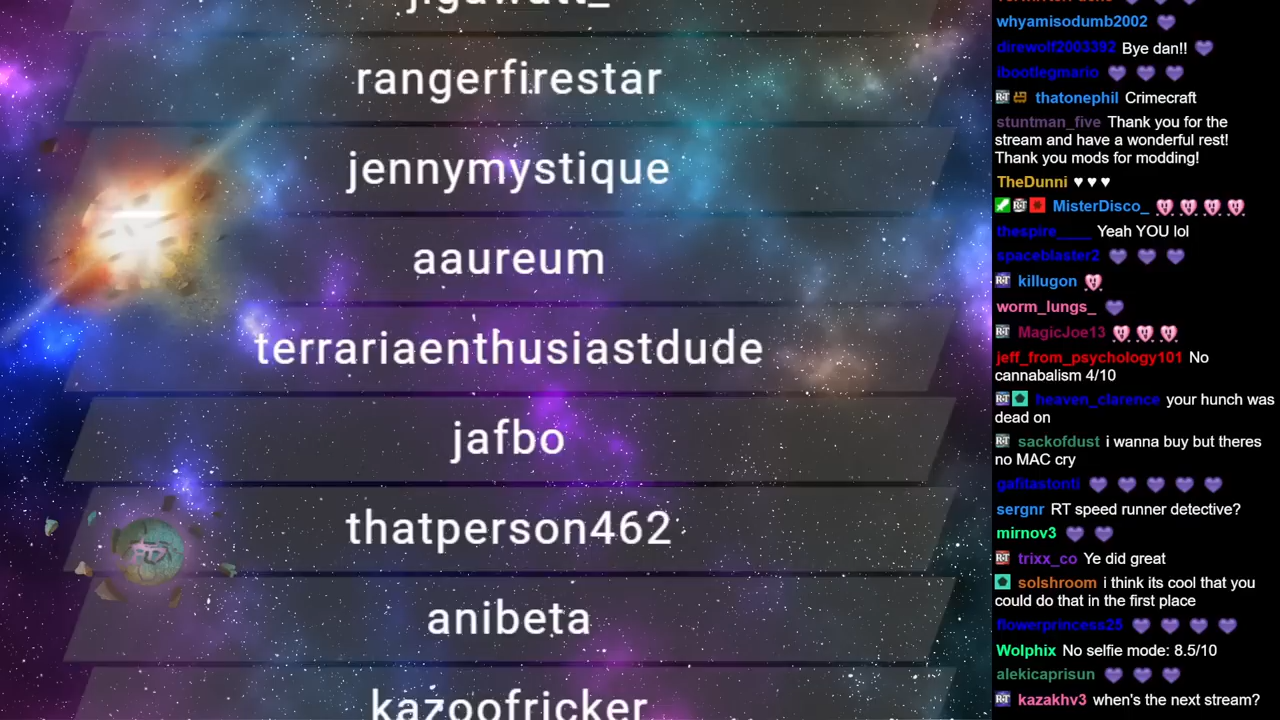 jigawatt_
rangerfirestar
jennymystique
aaureum
terrariaenthusiastdude
jafbo
thatperson462
anibeta
kazoofricker
whyamisodumb2002
direwolf2003392 Bye dan!!
ibootlegmario
thatonephil Crimecraft
stuntman_five Thank you for the
stream and have a wonderful rest!
Thank you mods for modding!
TheDunni ♥ ♥ ♥
MisterDisco_
thespire____ Yeah YOU lol
spaceblaster2
killugon
worm_lungs_
MagicJoe13
jeff_from_psychology101 No
cannabalism 4/10
heaven_clarence your hunch was
dead on
sackofdust i wanna buy but theres
no MAC cry
gafitastonti
sergnr RT speed runner detective?
mirnov3
trixx_co Ye did great
solshroom i think its cool that you
could do that in the first place
flowerprincess25
Wolphix No selfie mode: 8.5/10
alekicaprisun
kazakhv3 when's the next stream?